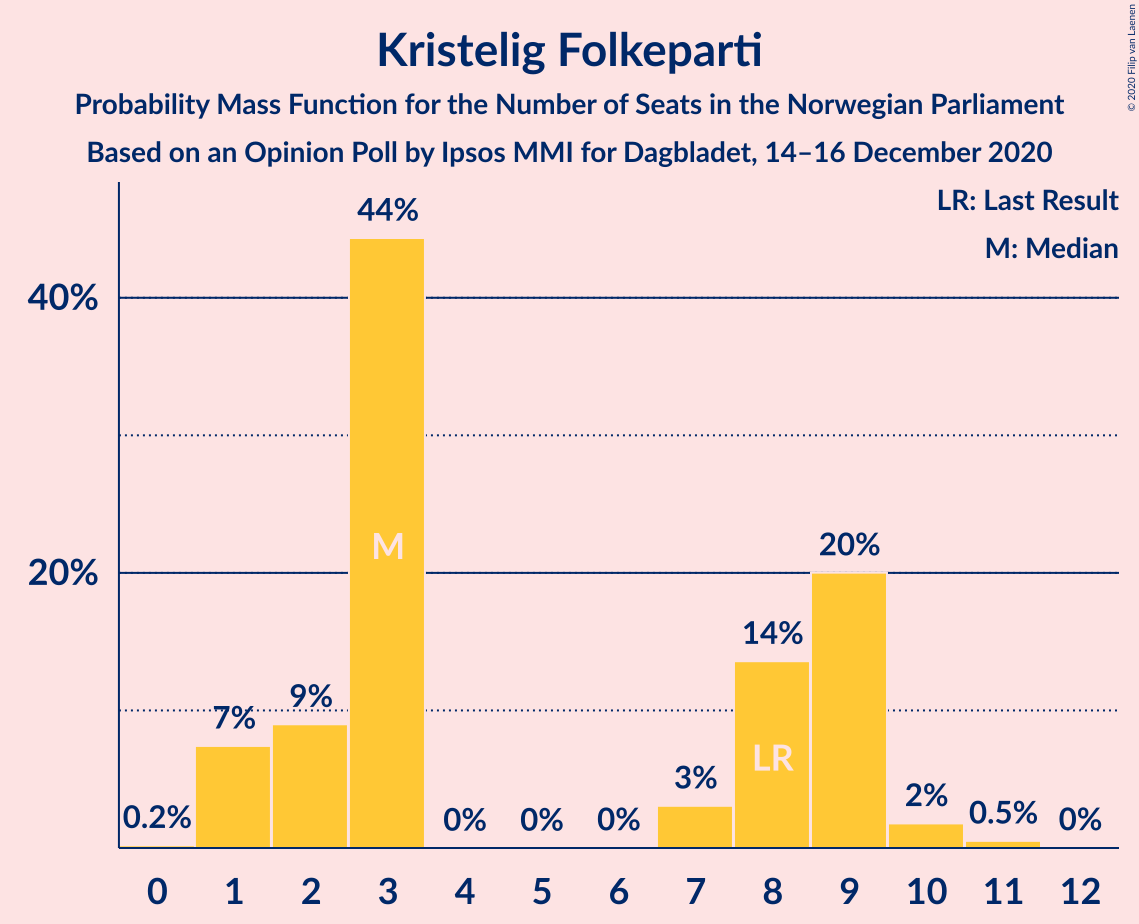 Kristelig Folkeparti
Probability Mass Function for the Number of Seats in the Norwegian Parliament
Based on an Opinion Poll by Ipsos MMI for Dagbladet, 14–16 December 2020
© 2020 Filip van Laenen
LR: Last Result
M: Median
40%
20%
0.2%
7%
9%
44%
M
0%
0%
0%
3%
14%
LR
20%
2%
0.5%
0%
0 1 2 3 4 5 6 7 8 9 10 11 12